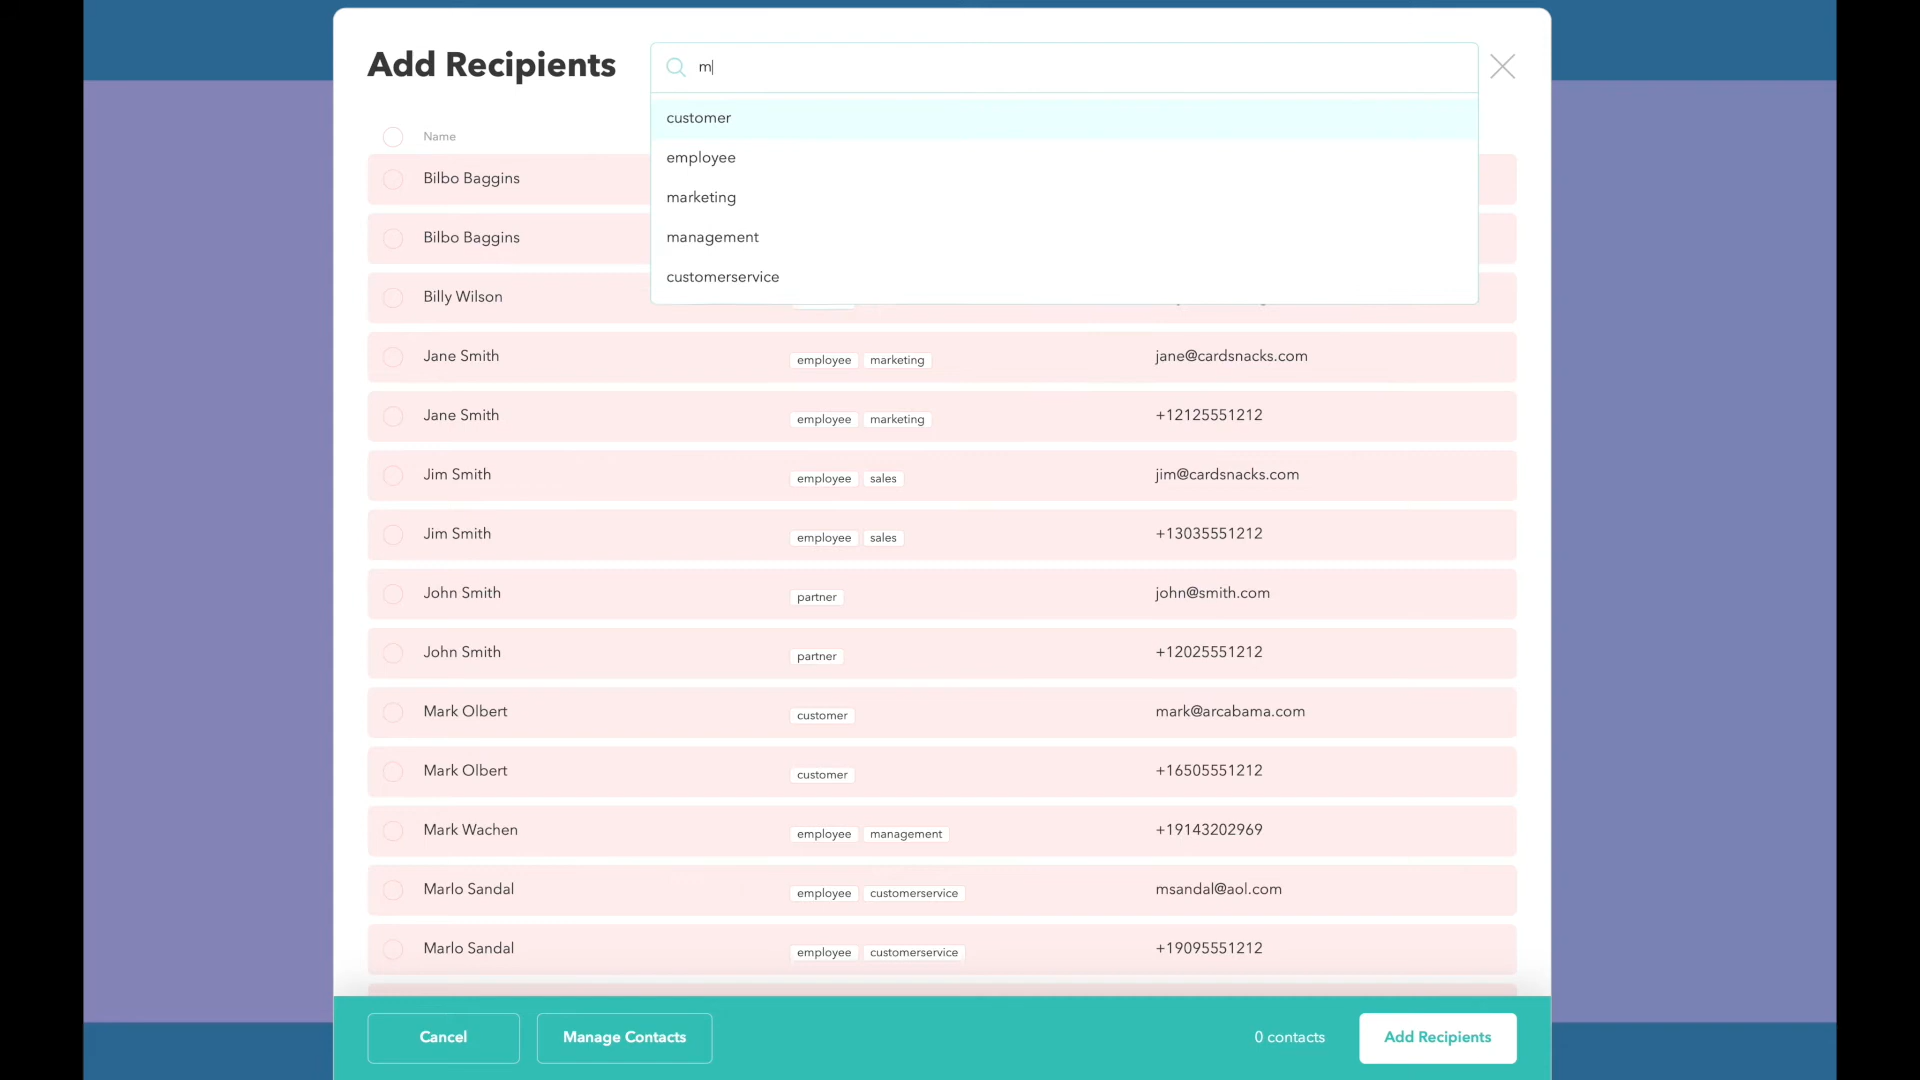 Add Recipients
m
customer
employee
marketing
management
customerservice
Name
Bilbo Baggins
Bilbo Baggins
Billy Wilson
Jane Smith employee marketing jane@cardsnacks.com
Jane Smith employee marketing +12125551212
Jim Smith employee sales jim@cardsnacks.com
Jim Smith employee sales +13035551212
John Smith partner john@smith.com
John Smith partner +12025551212
Mark Olbert customer mark@arcabama.com
Mark Olbert customer +16505551212
Mark Wachen employee management +19143202969
Marlo Sandal employee customerservice msandal@aol.com
Marlo Sandal employee customerservice +19095551212
Cancel Manage Contacts 0 contacts Add Recipients